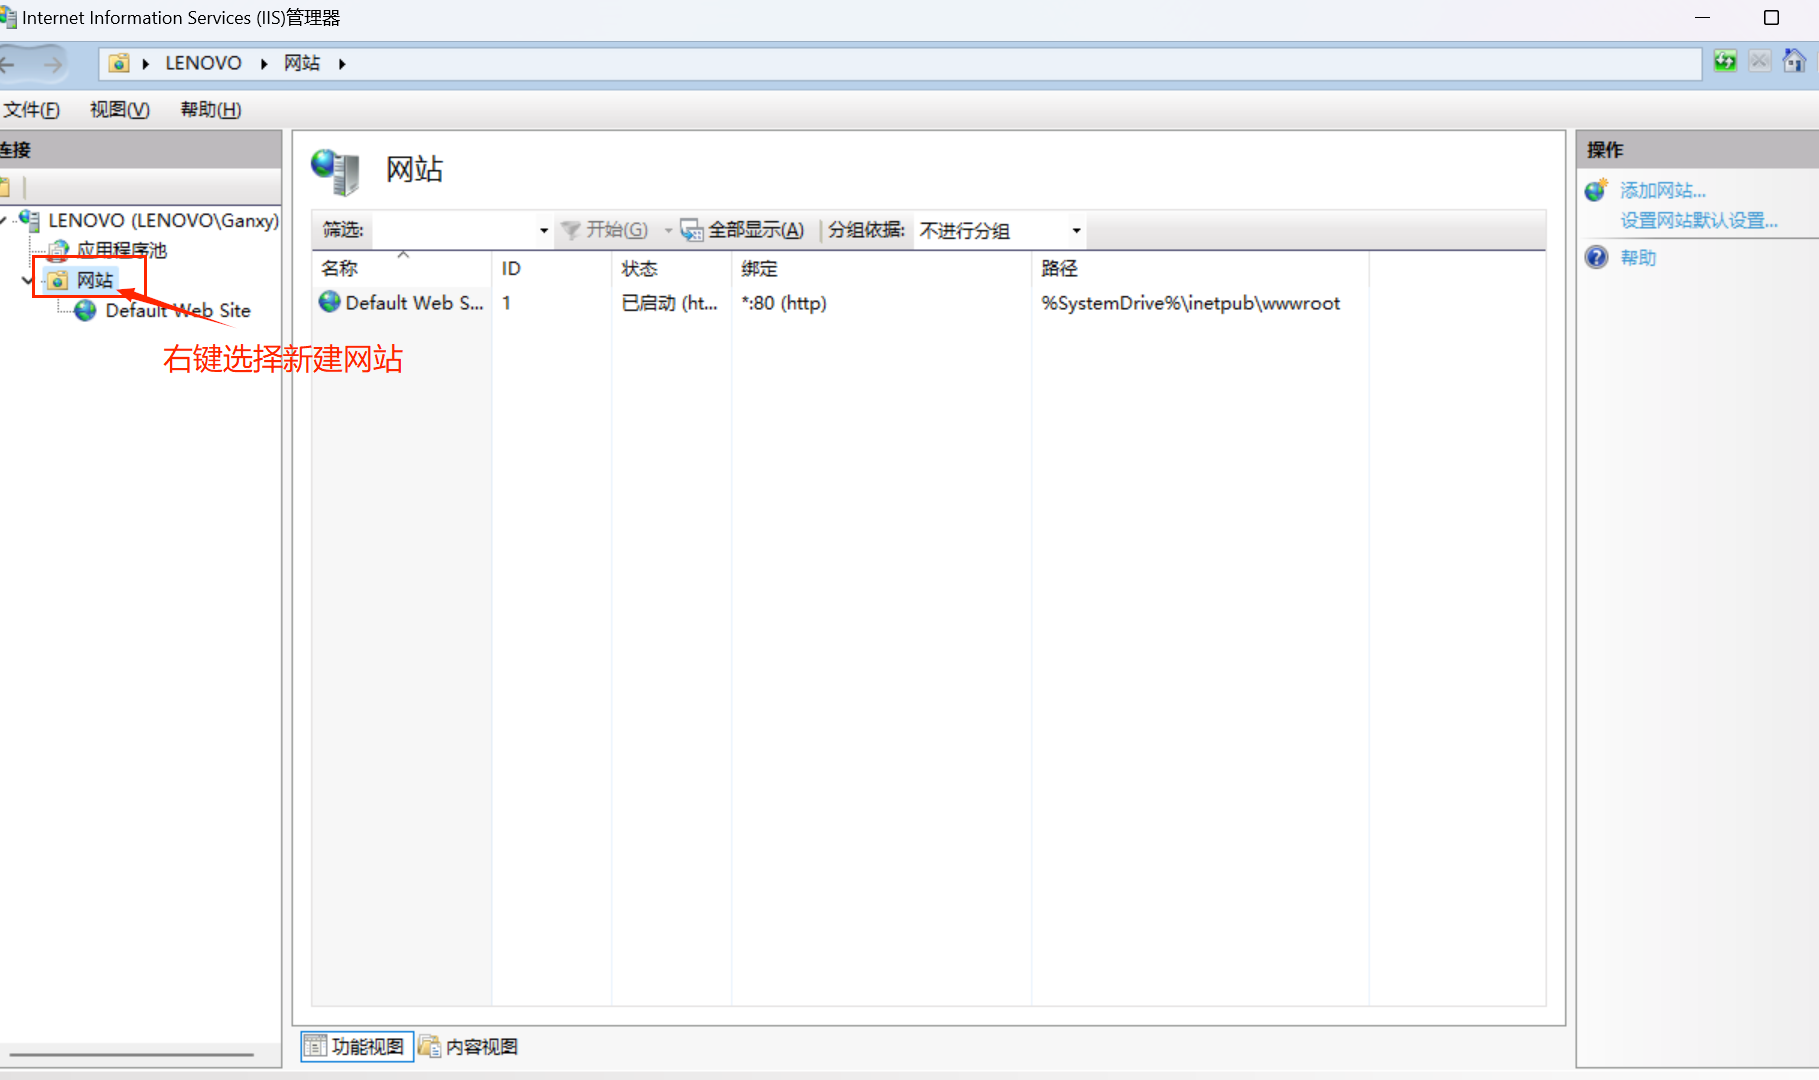 Internet Information Services (IIS)管理器
LENOVO 网站
文件(F) 视图(V) 帮助(H)
连接
LENOVO (LENOVO\Ganxy)
应用程序池
网站
Default Web Site
右键选择新建网站
网站
筛选: 开始(G) 全部显示(A) 分组依据: 不进行分组
名称 ID 状态 绑定 路径
Default Web S... 1 已启动 (ht... *:80 (http) %SystemDrive%\inetpub\wwwroot
功能视图 内容视图
操作
添加网站...
设置网站默认设置...
帮助